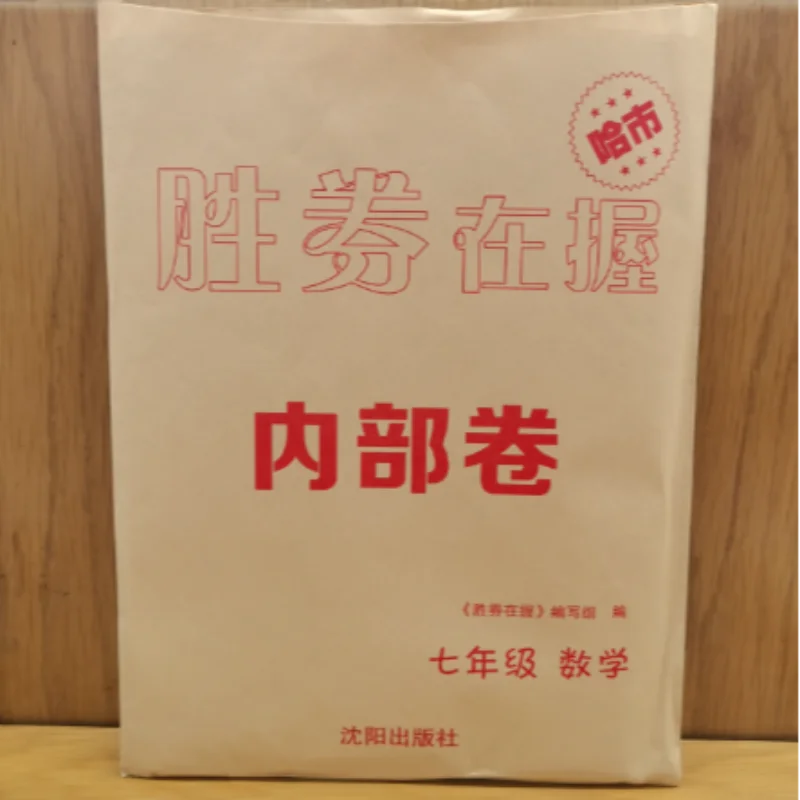 哈市
胜券在握
内部卷
《胜券在握》编写组 编
七年级 数学
沈阳出版社